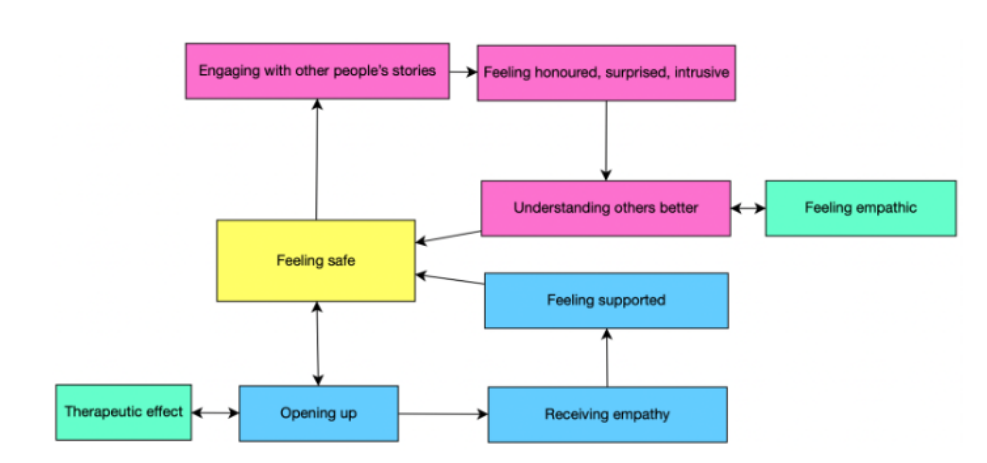 Engaging with other people's stories
Feeling honoured, surprised, intrusive
Understanding others better
Feeling empathic
Feeling safe
Feeling supported
Therapeutic effect
Opening up
Receiving empathy